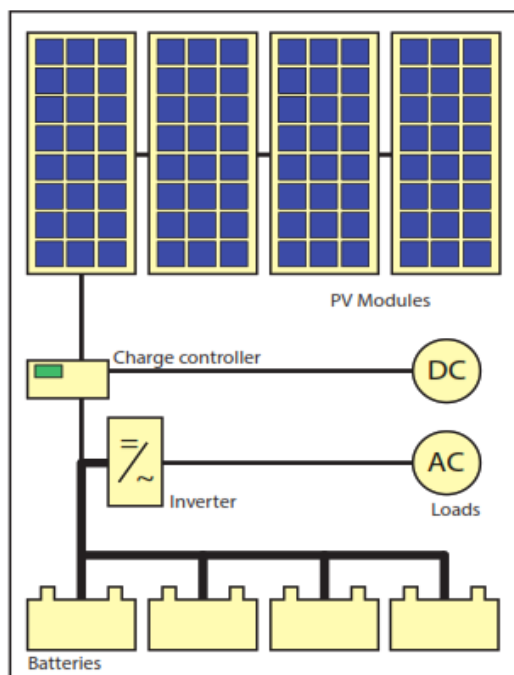 PV Modules
Charge controller
DC
=
~
AC
Inverter
Loads
Batteries